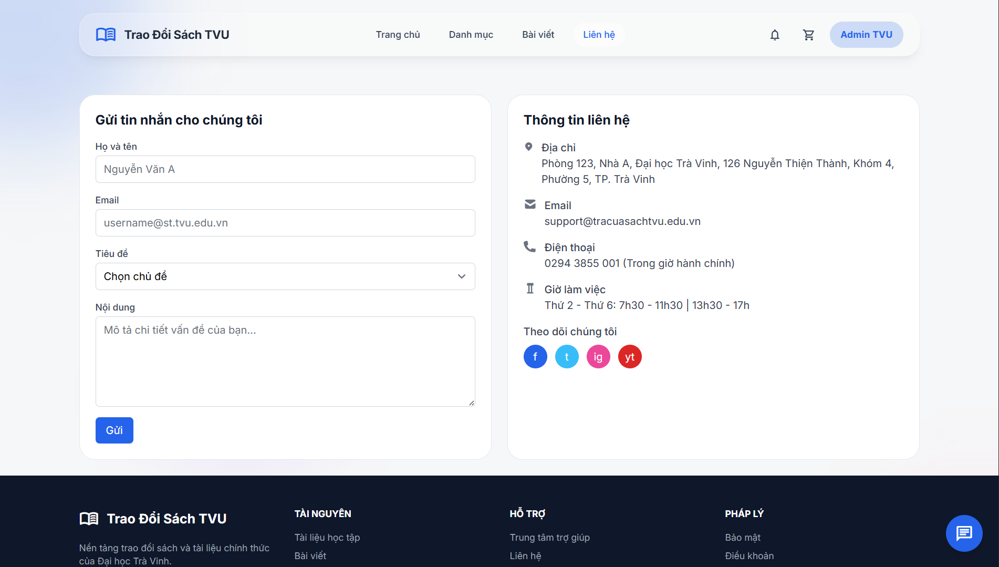 Trao Đổi Sách TVU
Trang chủ
Danh mục
Bài viết
Liên hệ
Admin TVU
Gửi tin nhắn cho chúng tôi
Họ và tên
Nguyễn Văn A
Email
username@st.tvu.edu.vn
Tiêu đề
Chọn chủ đề
Nội dung
Mô tả chi tiết vấn đề của bạn...
Gửi
Thông tin liên hệ
Địa chỉ
Phòng 123, Nhà A, Đại học Trà Vinh, 126 Nguyễn Thiện Thành, Khóm 4,
Phường 5, TP. Trà Vinh
Email
support@tracuasachtvu.edu.vn
Điện thoại
0294 3855 001 (Trong giờ hành chính)
Giờ làm việc
Thứ 2 - Thứ 6: 7h30 - 11h30 | 13h30 - 17h
Theo dõi chúng tôi
f
t
ig
yt
Trao Đổi Sách TVU
Nền tảng trao đổi sách và tài liệu chính thức
của Đại học Trà Vinh.
TÀI NGUYÊN
Tài liệu học tập
Bài viết
HỖ TRỢ
Trung tâm trợ giúp
Liên hệ
PHÁP LÝ
Bảo mật
Điều khoản